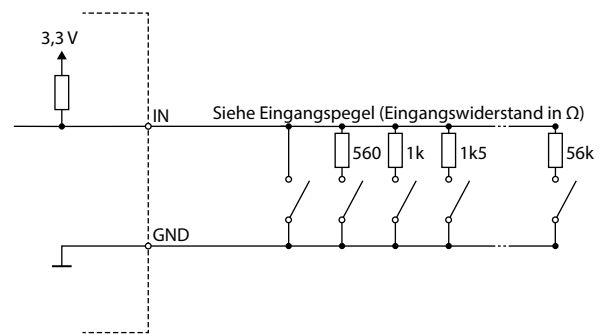 3,3 V
IN
Siehe Eingangspegel (Eingangswiderstand in Ω)
560
1k
1k5
56k
GND